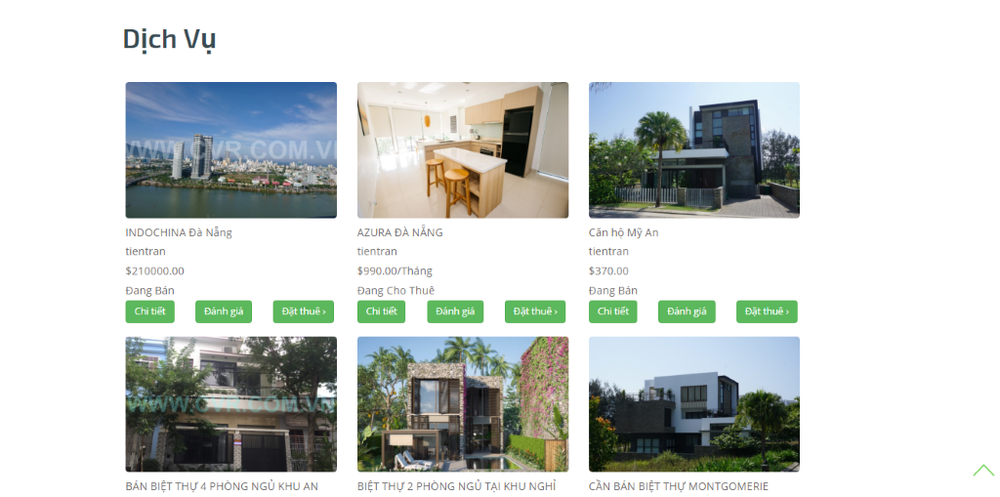 Dịch Vụ
WWW.CVR.COM.VN
INDOCHINA Đà Nẵng
tientran
$210000.00
Đang Bán
Chi tiết
Đánh giá
Đặt thuê ›
AZURA ĐÀ NẴNG
tientran
$990.00/Tháng
Đang Cho Thuê
Chi tiết
Đánh giá
Đặt thuê ›
Căn hộ Mỹ An
tientran
$370.00
Đang Bán
Chi tiết
Đánh giá
Đặt thuê ›
WWW.CVR.COM.VN
BÁN BIỆT THỰ 4 PHÒNG NGỦ KHU AN
BIỆT THỰ 2 PHÒNG NGỦ TẠI KHU NGHỈ
CẦN BÁN BIỆT THỰ MONTGOMERIE